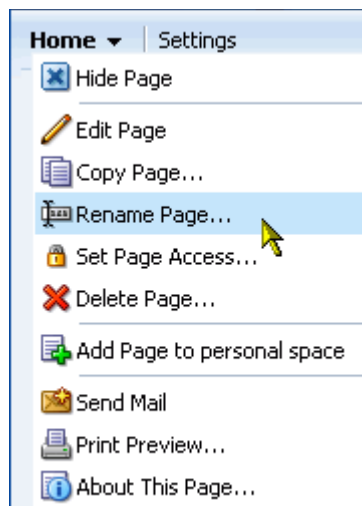 Home Settings
Hide Page
Edit Page
Copy Page...
Rename Page...
Set Page Access...
Delete Page...
Add Page to personal space
Send Mail
Print Preview...
About This Page...